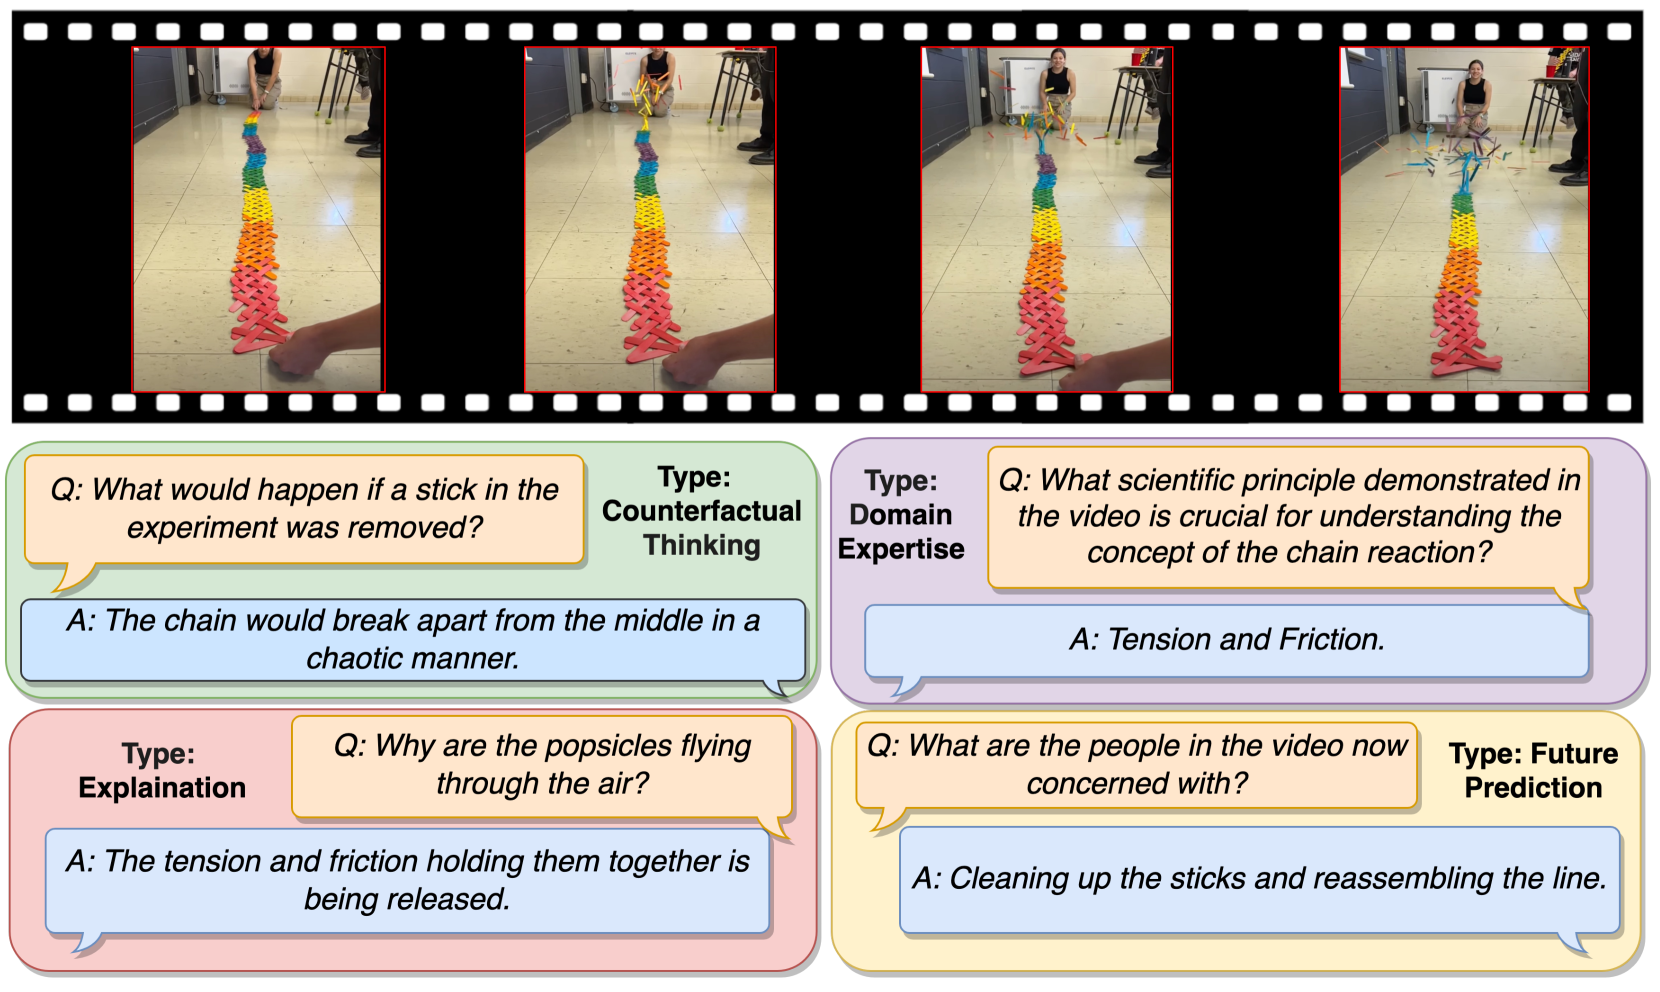 Q: What would happen if a stick in the
experiment was removed?
Type:
Counterfactual
Thinking
A: The chain would break apart from the middle in a
chaotic manner.
Type:
Domain
Expertise
Q: What scientific principle demonstrated in
the video is crucial for understanding the
concept of the chain reaction?
A: Tension and Friction.
Type:
Explaination
Q: Why are the popsicles flying
through the air?
A: The tension and friction holding them together is
being released.
Q: What are the people in the video now
concerned with?
Type: Future
Prediction
A: Cleaning up the sticks and reassembling the line.